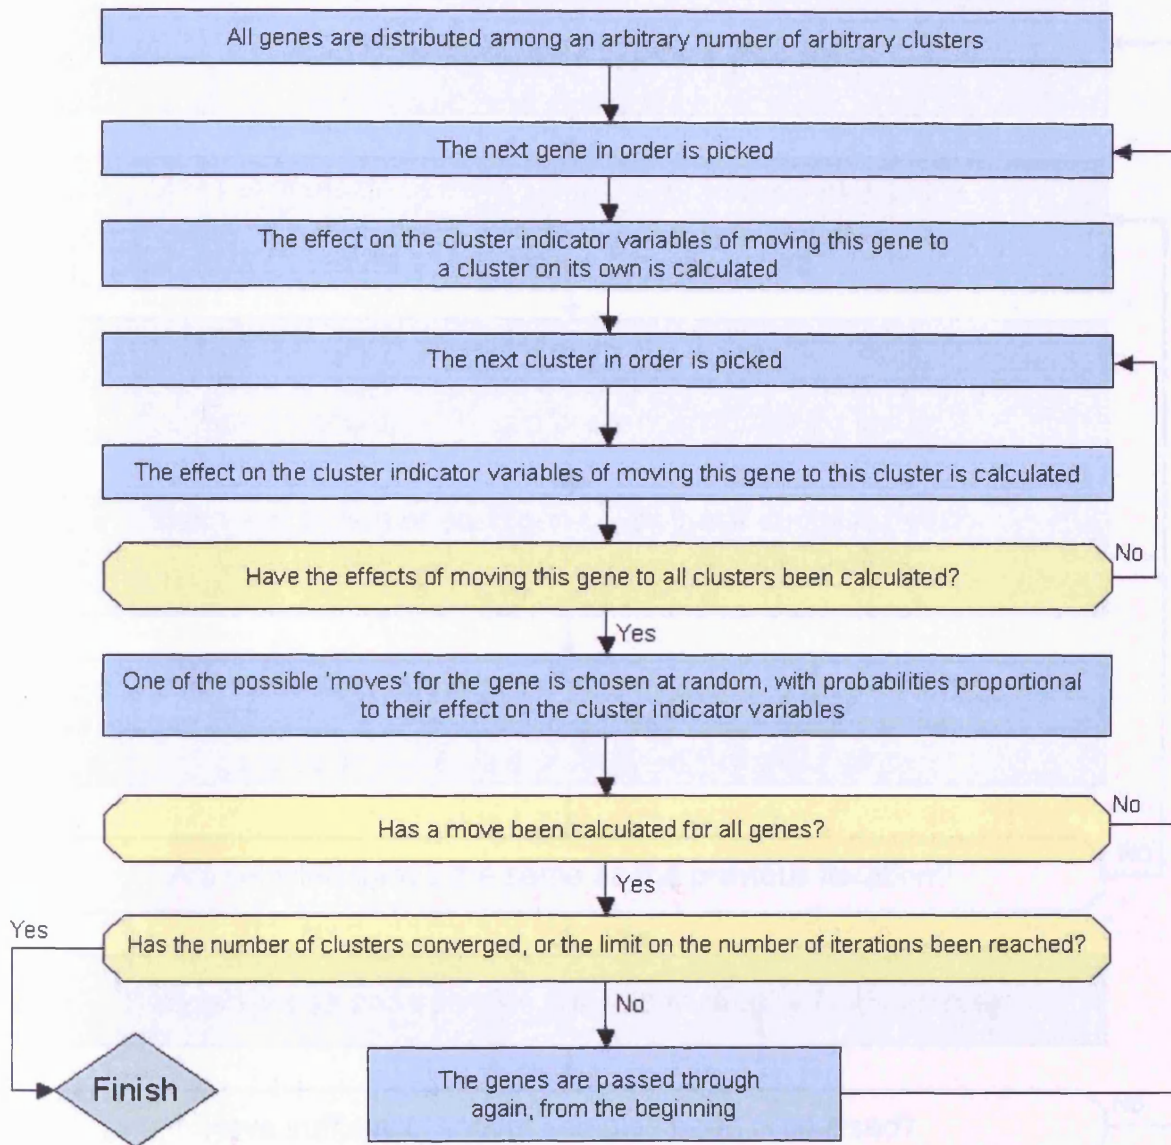 All genes are distributed among an arbitrary number of arbitrary clusters
The next gene in order is picked
The effect on the cluster indicator variables of moving this gene to
a cluster on its own is calculated
The next cluster in order is picked
The effect on the cluster indicator variables of moving this gene to this cluster is calculated
No
Have the effects of moving this gene to all clusters been calculated?
Yes
One of the possible 'moves' for the gene is chosen at random, with probabilities proportional
to their effect on the cluster indicator variables
No
Has a move been calculated for all genes?
Yes
Yes
Has the number of clusters converged, or the limit on the number of iterations been reached?
No
Finish
The genes are passed through
again, from the beginning